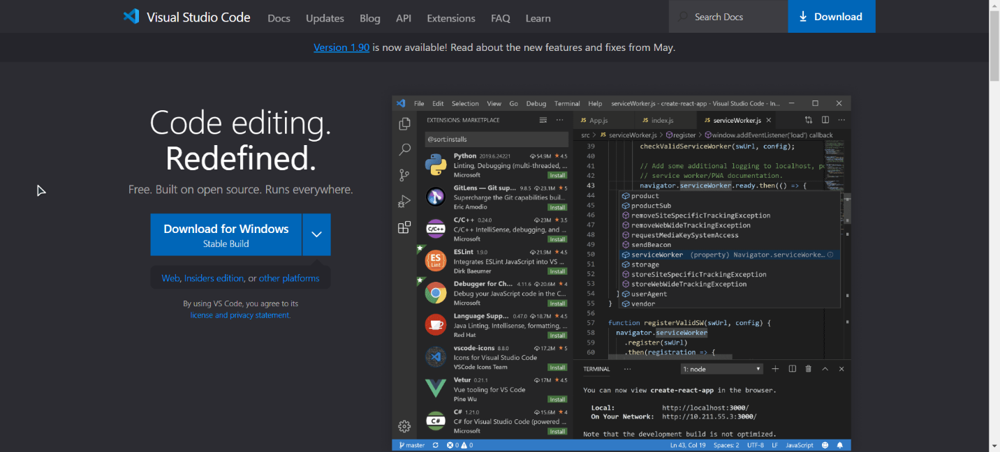 Visual Studio Code Docs Updates Blog API Extensions FAQ Learn Search Docs Download
Version 1.90 is now available! Read about the new features and fixes from May.
Code editing.
Redefined.
Free. Built on open source. Runs everywhere.
Download for Windows
Stable Build
Web, Insiders edition, or other platforms
By using VS Code, you agree to its
license and privacy statement.
File Edit Selection View Go Debug Terminal Help serviceWorker.js - create-react-app - Visual Studio Code - In...
EXTENSIONS: MARKETPLACE
@sort:installs
Python 2019.6.24221 54.9M 4.5
Linting, Debugging (multi-threaded, ...
Microsoft Install
GitLens — Git sup... 9.8.5 23.1M 5
Supercharge the Git capabilities buil...
Eric Amodio Install
C/C++ 0.24.0 23M 3.5
C/C++ IntelliSense, debugging, and ...
Microsoft Install
ESLint 1.9.0 21.9M 4.5
Integrates ESLint JavaScript into VS ...
Dirk Baeumer Install
Debugger for Ch... 4.11.6 20.6M 4
Debug your JavaScript code in the C...
Microsoft Install
Language Supp... 0.47.0 18.7M 4.5
Java Linting, Intellisense, formatting, ...
Red Hat Install
vscode-icons 8.8.0 17.2M 5
Icons for Visual Studio Code
VSCode Icons Team Install
Vetur 0.21.1 17M 4.5
Vue tooling for VS Code
Pine Wu Install
C# 1.21.0 15.6M 4
C# for Visual Studio Code (powered ...
Microsoft Install
C/C++
ES
Lint
C#
JS App.js JS index.js JS serviceWorker.js
src > JS serviceWorker.js > register > window.addEventListener('load') callback
39 checkValidServiceWorker(swUrl, config);
40
41 // Add some additional logging to localhost, po
42 // service worker/PWA documentation.
43 navigator.serviceWorker.ready.then(() => {
44 product
45 productSub
46 removeSiteSpecificTrackingException
47 removeWebWideTrackingException
48 requestMediaKeySystemAccess
49 sendBeacon
50 serviceWorker (property) Navigator.serviceWorke...
51 storage
52 storeSiteSpecificTrackingException
53 storeWebWideTrackingException
54 } userAgent
55 } vendor
56
57 function registerValidSW(swUrl, config) {
58 navigator.serviceWorker
59 .register(swUrl)
60 .then(registration => {
TERMINAL ... 1: node
You can now view create-react-app in the browser.
Local: http://localhost:3000/
On Your Network: http://10.211.55.3:3000/
Note that the development build is not optimized.
master 0 0 Ln 43, Col 19 Spaces: 2 UTF-8 LF JavaScript